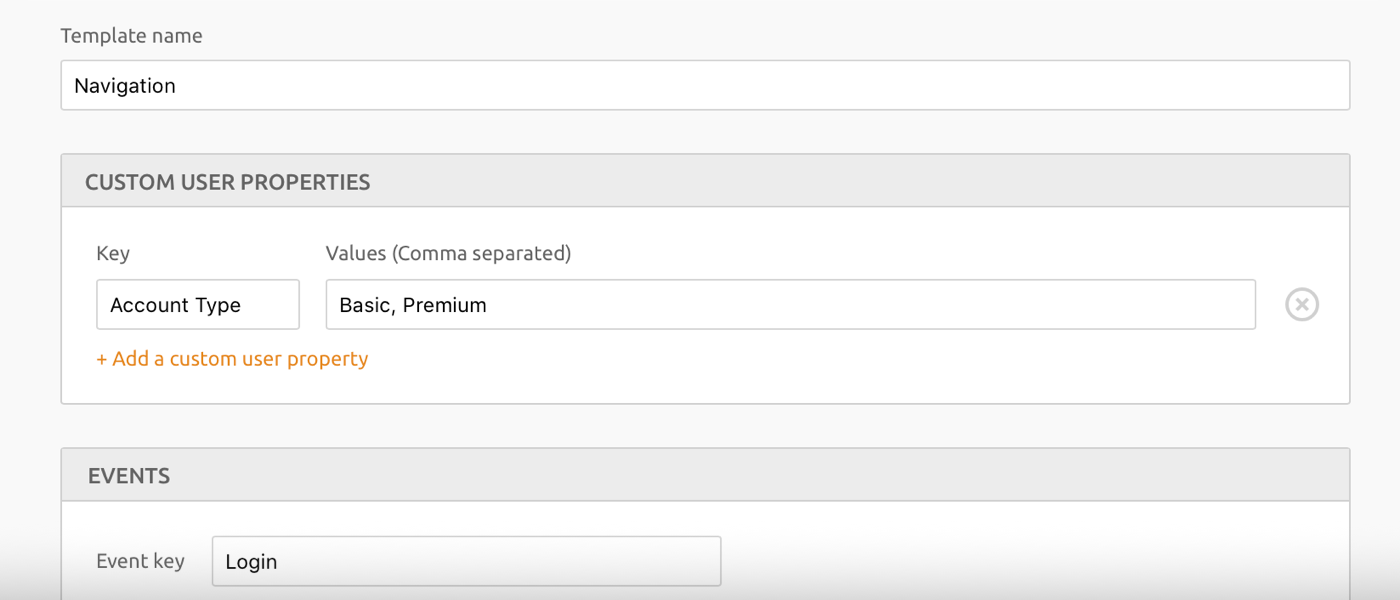 Template name
Navigation
CUSTOM USER PROPERTIES
Key Values (Comma separated)
Account Type Basic, Premium
+ Add a custom user property
EVENTS
Event key Login